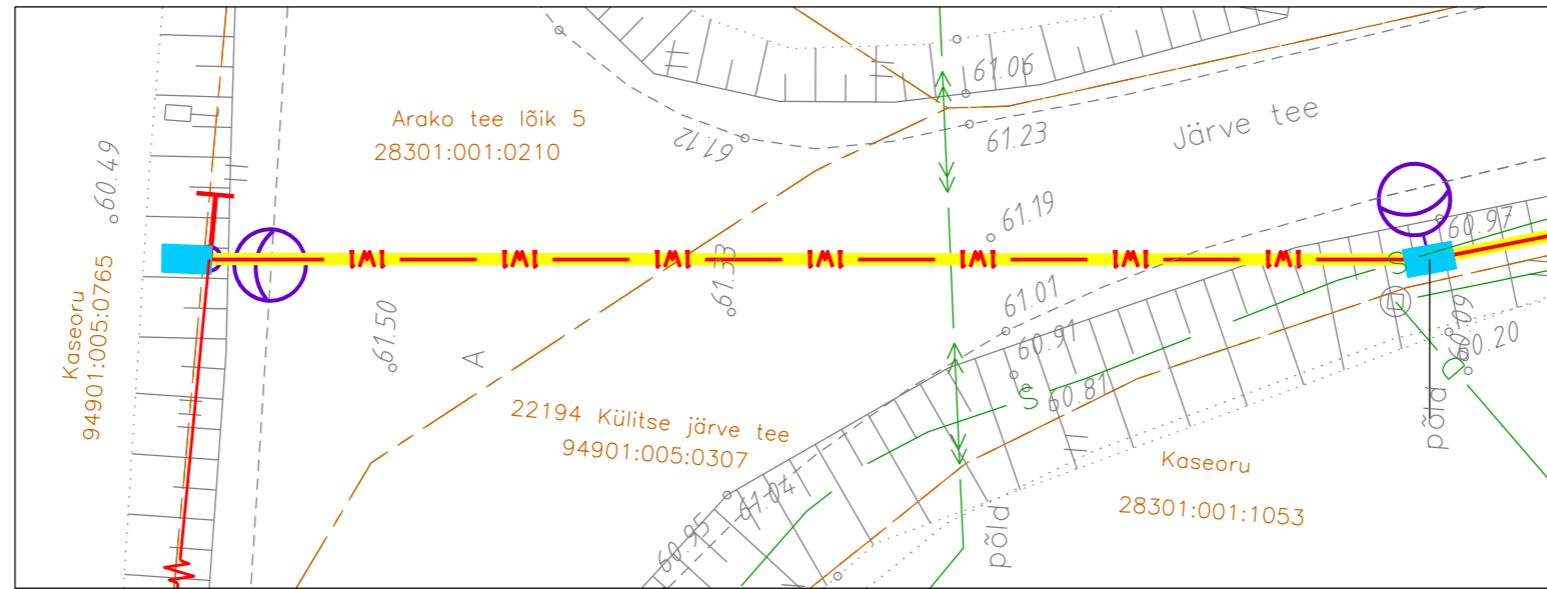 61.06
Arako tee lõik 5
28301:001:0210
61.12
61.23
Järve tee
60.49
61.19
60.97
Kaseoru
94901:005:0765
61.33
61.50
A
61.01
60.91
60.81
S
S
60.09
60.20
D
22194 Külitse järve tee
94901:005:0307
61.04
60.95
põld
põld
Kaseoru
28301:001:1053